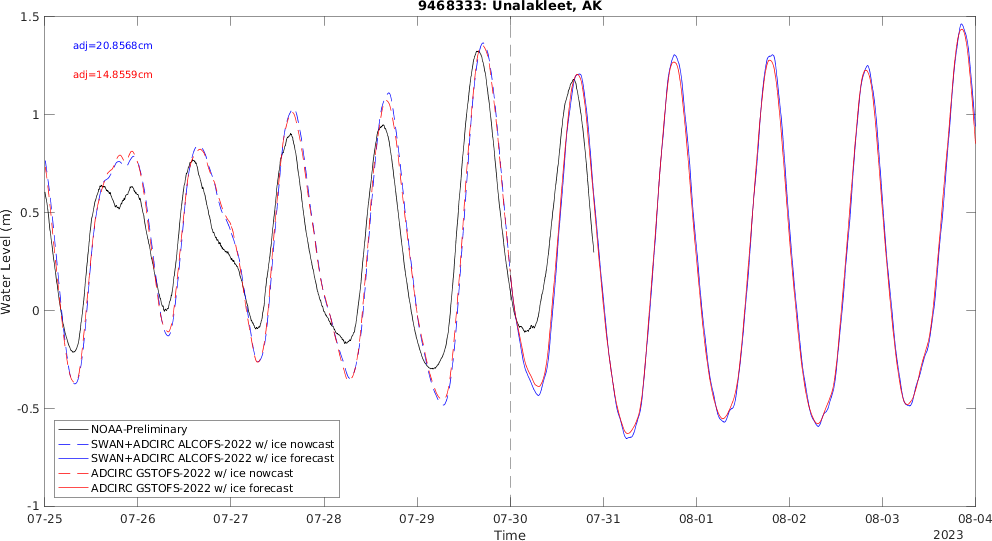 9468333: Unalakleet, AK
adj=20.8568cm
adj=14.8559cm
Water Level (m)
1.5
1
0.5
0
-0.5
-1
NOAA-Preliminary
SWAN+ADCIRC ALCOFS-2022 w/ ice nowcast
SWAN+ADCIRC ALCOFS-2022 w/ ice forecast
ADCIRC GSTOFS-2022 w/ ice nowcast
ADCIRC GSTOFS-2022 w/ ice forecast
07-25 07-26 07-27 07-28 07-29 07-30 07-31 08-01 08-02 08-03 08-04
Time
2023